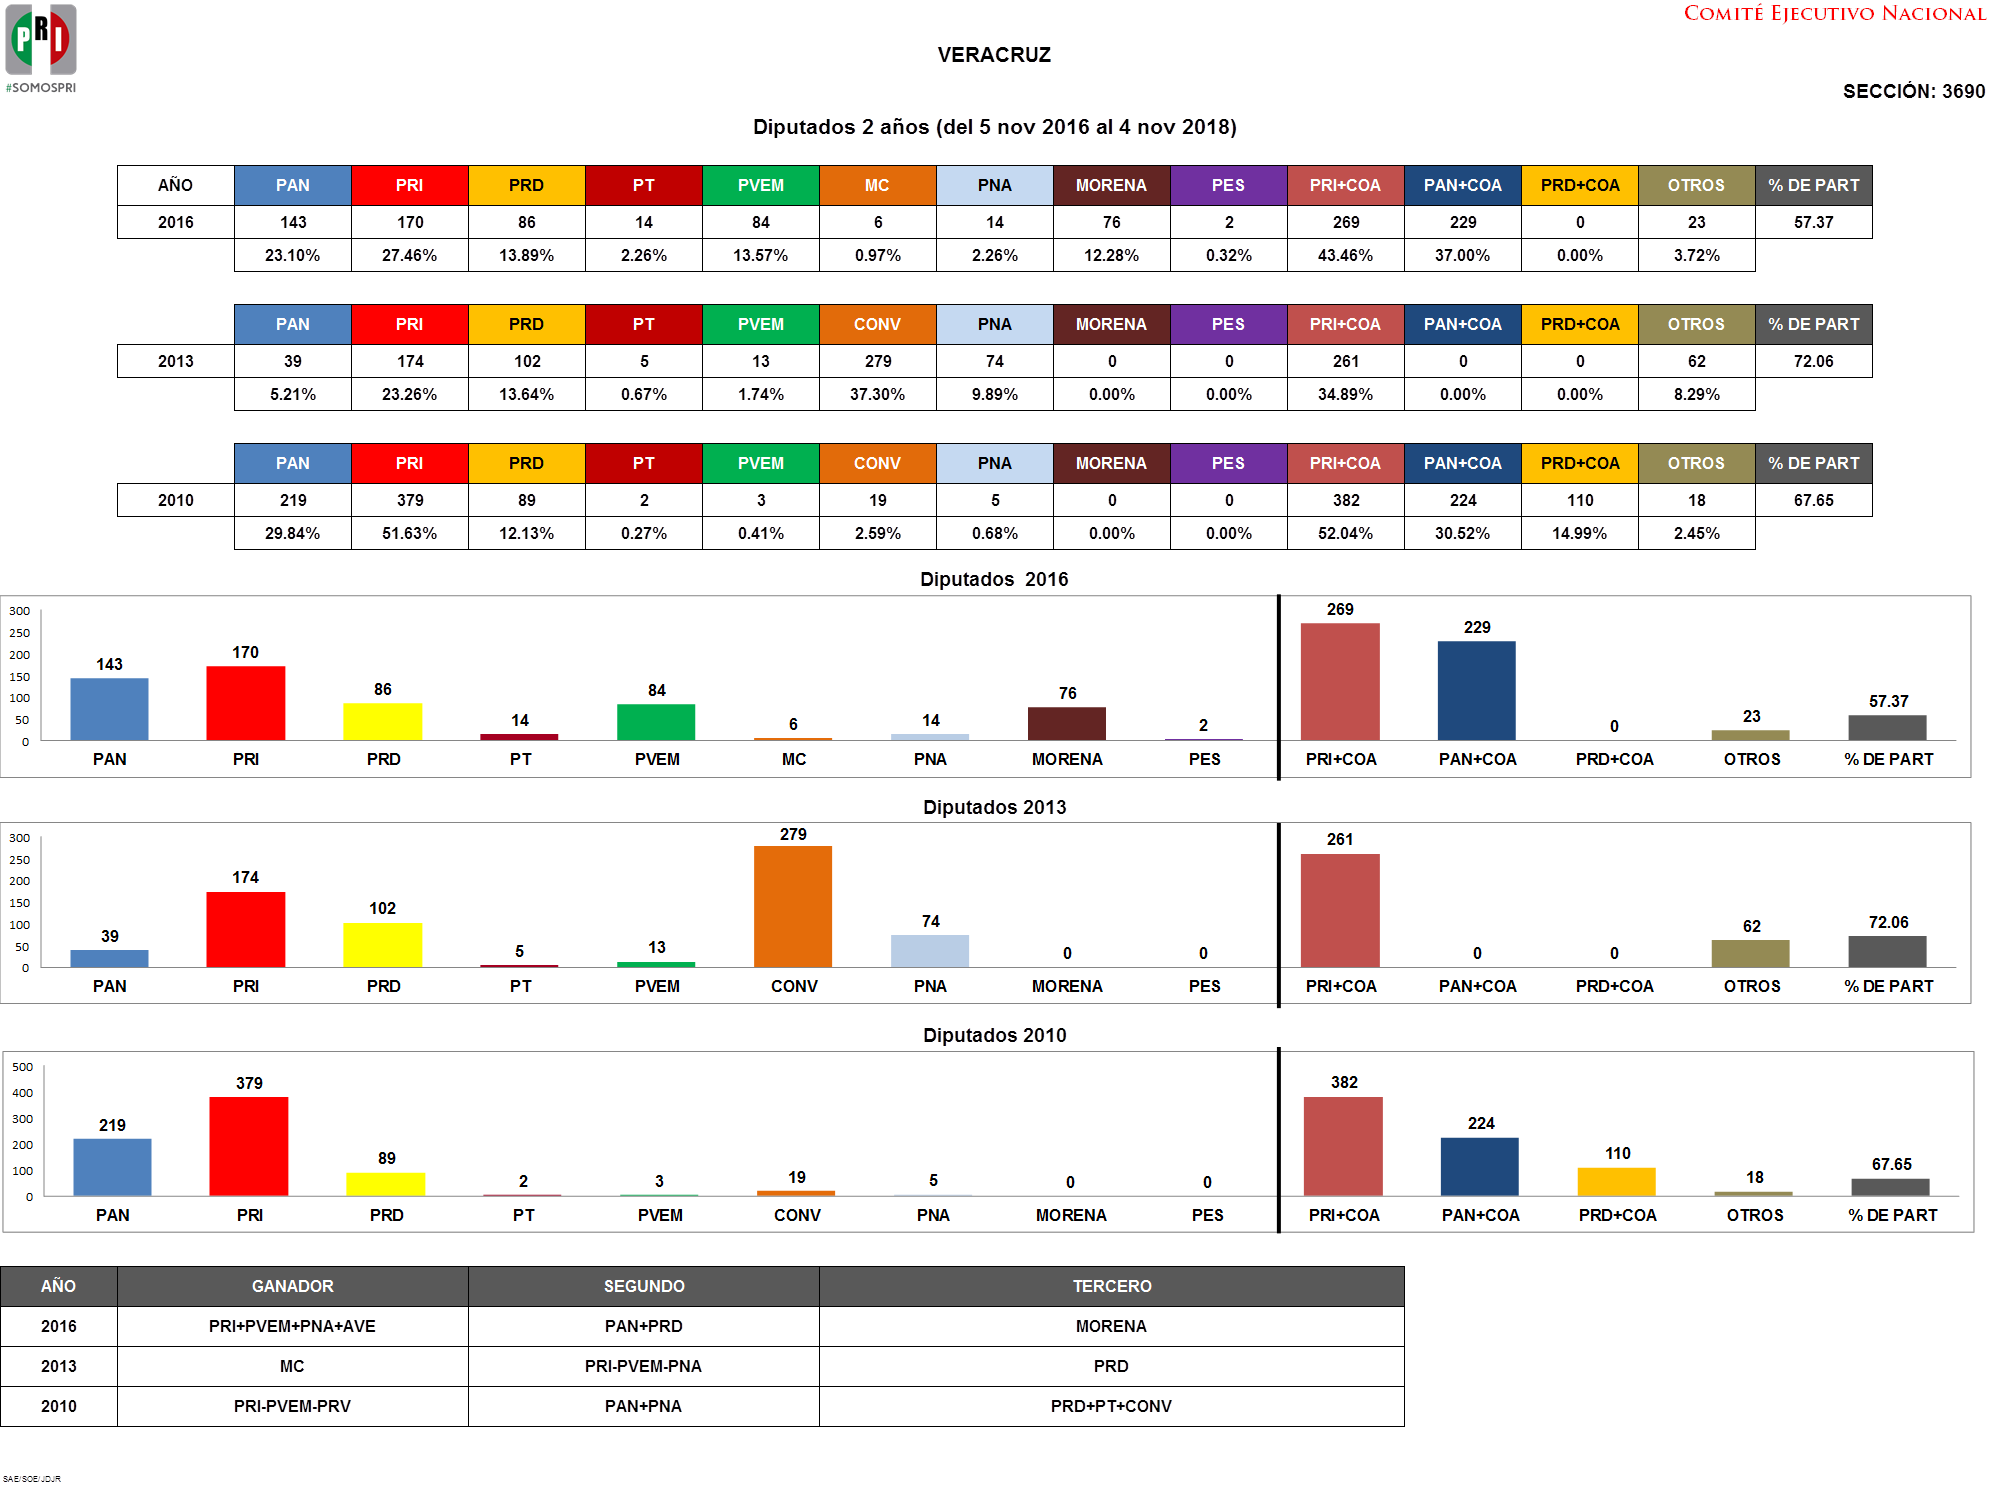 PRI
#SOMOSPRI
COMITÉ EJECUTIVO NACIONAL
VERACRUZ
SECCIÓN: 3690
Diputados 2 años (del 5 nov 2016 al 4 nov 2018)
AÑO PAN PRI PRD PT PVEM MC PNA MORENA PES PRI+COA PAN+COA PRD+COA OTROS % DE PART
2016 143 170 86 14 84 6 14 76 2 269 229 0 23 57.37
23.10% 27.46% 13.89% 2.26% 13.57% 0.97% 2.26% 12.28% 0.32% 43.46% 37.00% 0.00% 3.72%
PAN PRI PRD PT PVEM CONV PNA MORENA PES PRI+COA PAN+COA PRD+COA OTROS % DE PART
2013 39 174 102 5 13 279 74 0 0 261 0 0 62 72.06
5.21% 23.26% 13.64% 0.67% 1.74% 37.30% 9.89% 0.00% 0.00% 34.89% 0.00% 0.00% 8.29%
PAN PRI PRD PT PVEM CONV PNA MORENA PES PRI+COA PAN+COA PRD+COA OTROS % DE PART
2010 219 379 89 2 3 19 5 0 0 382 224 110 18 67.65
29.84% 51.63% 12.13% 0.27% 0.41% 2.59% 0.68% 0.00% 0.00% 52.04% 30.52% 14.99% 2.45%
Diputados 2016
300
250
200
150
100
50
0
143 170 86 14 84 6 14 76 2 269 229 0 23 57.37
PAN PRI PRD PT PVEM MC PNA MORENA PES PRI+COA PAN+COA PRD+COA OTROS % DE PART
Diputados 2013
300
250
200
150
100
50
0
39 174 102 5 13 279 74 0 0 261 0 0 62 72.06
PAN PRI PRD PT PVEM CONV PNA MORENA PES PRI+COA PAN+COA PRD+COA OTROS % DE PART
Diputados 2010
500
400
300
200
100
0
219 379 89 2 3 19 5 0 0 382 224 110 18 67.65
PAN PRI PRD PT PVEM CONV PNA MORENA PES PRI+COA PAN+COA PRD+COA OTROS % DE PART
AÑO GANADOR SEGUNDO TERCERO
2016 PRI+PVEM+PNA+AVE PAN+PRD MORENA
2013 MC PRI-PVEM-PNA PRD
2010 PRI-PVEM-PRV PAN+PNA PRD+PT+CONV
SAE/SOE/JDJR